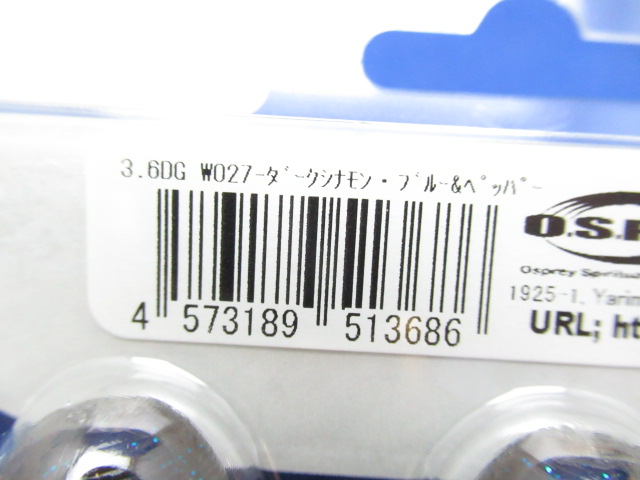 3.6DG W027-ﾀﾞｰｸｼﾅﾓﾝ・ﾌﾞﾙｰ&ﾍﾟｯﾊﾟｰ
4 573189 513686
O.S.P
Osprey Spiritual
1925-1, Yarim
URL; ht